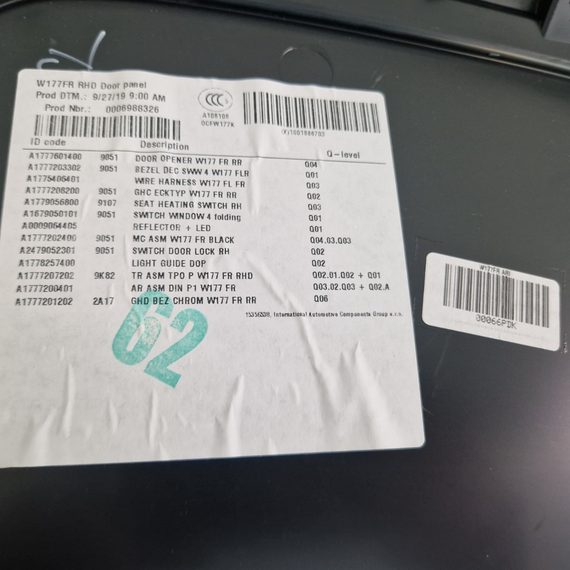 W177FR RHD Door panel
Prod DTM.: 9/27/19 9:00 AM
Prod Nbr.: 0006988326
CCC
A168108
0CFW177K
(X)1001888703
ID code Description Q-level
A1777601400 9051 DOOR OPENER W177 FR RR Q04
A1777203302 9051 BEZEL DEC SWW 4 W177 FLR Q01
A1775406401 WIRE HARNESS W177 FL FR Q03
A1777208200 9051 GHC ECKTYP W177 FR RR Q02
A1779056800 9107 SEAT HEATING SWITCH RH Q03
A1679050101 9051 SWITCH WINDOW 4 folding Q01
A0009064405 REFLECTOR + LED Q01
A1777262400 9051 MC ASM W177 FR BLACK Q04.03.Q03
A2479052301 9051 SWITCH DOOR LOCK RH Q02
A1778257400 LIGHT GUIDE DOP Q02
A1777207202 9K82 TR ASM TPO P W177 FR RHD Q02.01.Q02 + Q01
A1777200401 AR ASM DIN P1 W177 FR Q03.02.Q03 + Q02.A
A1777201202 2A17 GHD BEZ CHROM W177 FR RR Q06
International Automotive Components Group s.r.o.
62
W177FR RHD
00066PDK